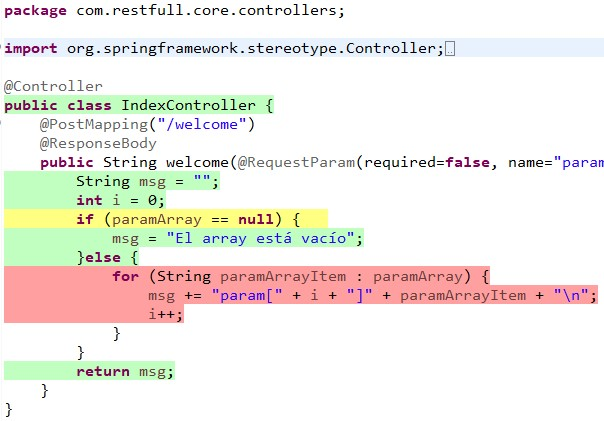 package com.restfull.core.controllers;
import org.springframework.stereotype.Controller;
@Controller
public class IndexController {
@PostMapping("/welcome")
@ResponseBody
public String welcome(@RequestParam(required=false, name="param
String msg = "";
int i = 0;
if (paramArray == null) {
msg = "El array está vacío";
}else {
for (String paramArrayItem : paramArray) {
msg += "param[" + i + "]" + paramArrayItem + "\n";
i++;
}
}
return msg;
}
}